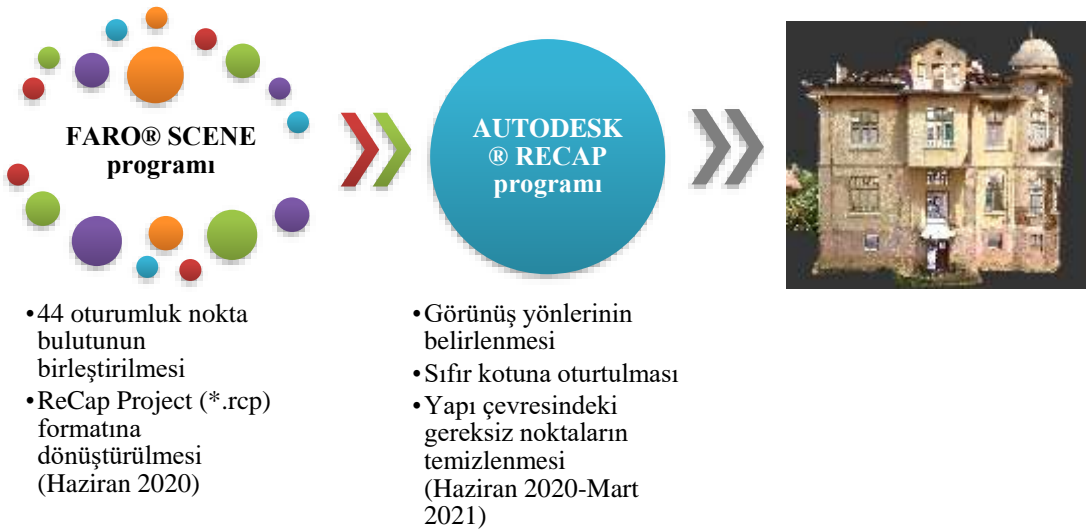 FARO® SCENE
programı
AUTODESK
® RECAP
programı
•44 oturumluk nokta
bulutunun
birleştirilmesi
•ReCap Project (*.rcp)
formatına
dönüştürülmesi
(Haziran 2020)
•Görünüş yönlerinin
belirlenmesi
•Sıfır kotuna oturtulması
•Yapı çevresindeki
gereksiz noktaların
temizlenmesi
(Haziran 2020-Mart
2021)